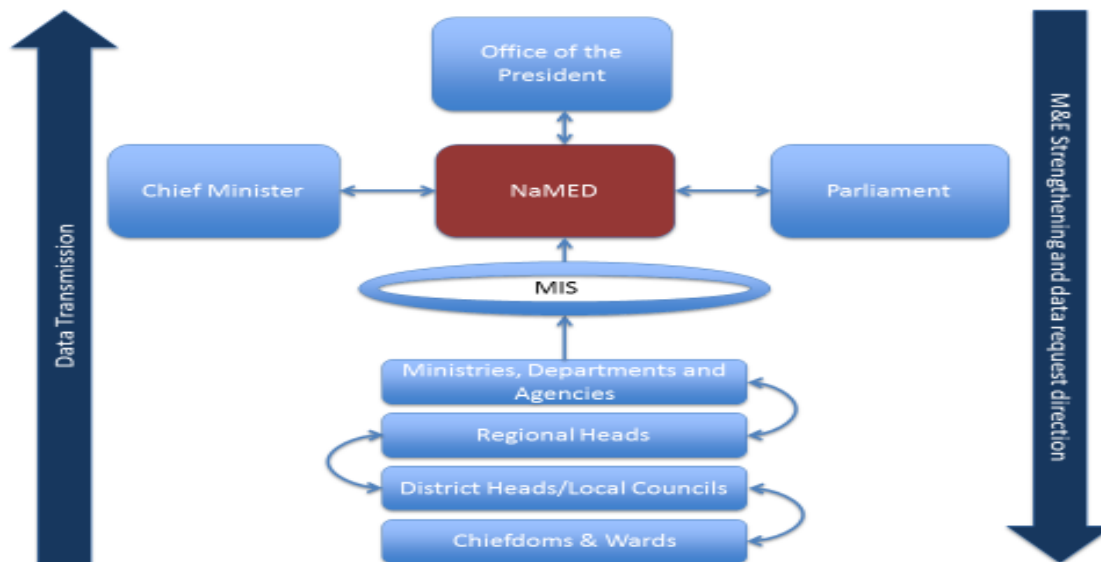 Office of the
President
Chief Minister
NaMED
Parliament
MIS
Ministries, Departments and
Agencies
Regional Heads
District Heads/Local Councils
Chiefdoms & Wards
Data Transmission
M&E Strengthening and data request direction